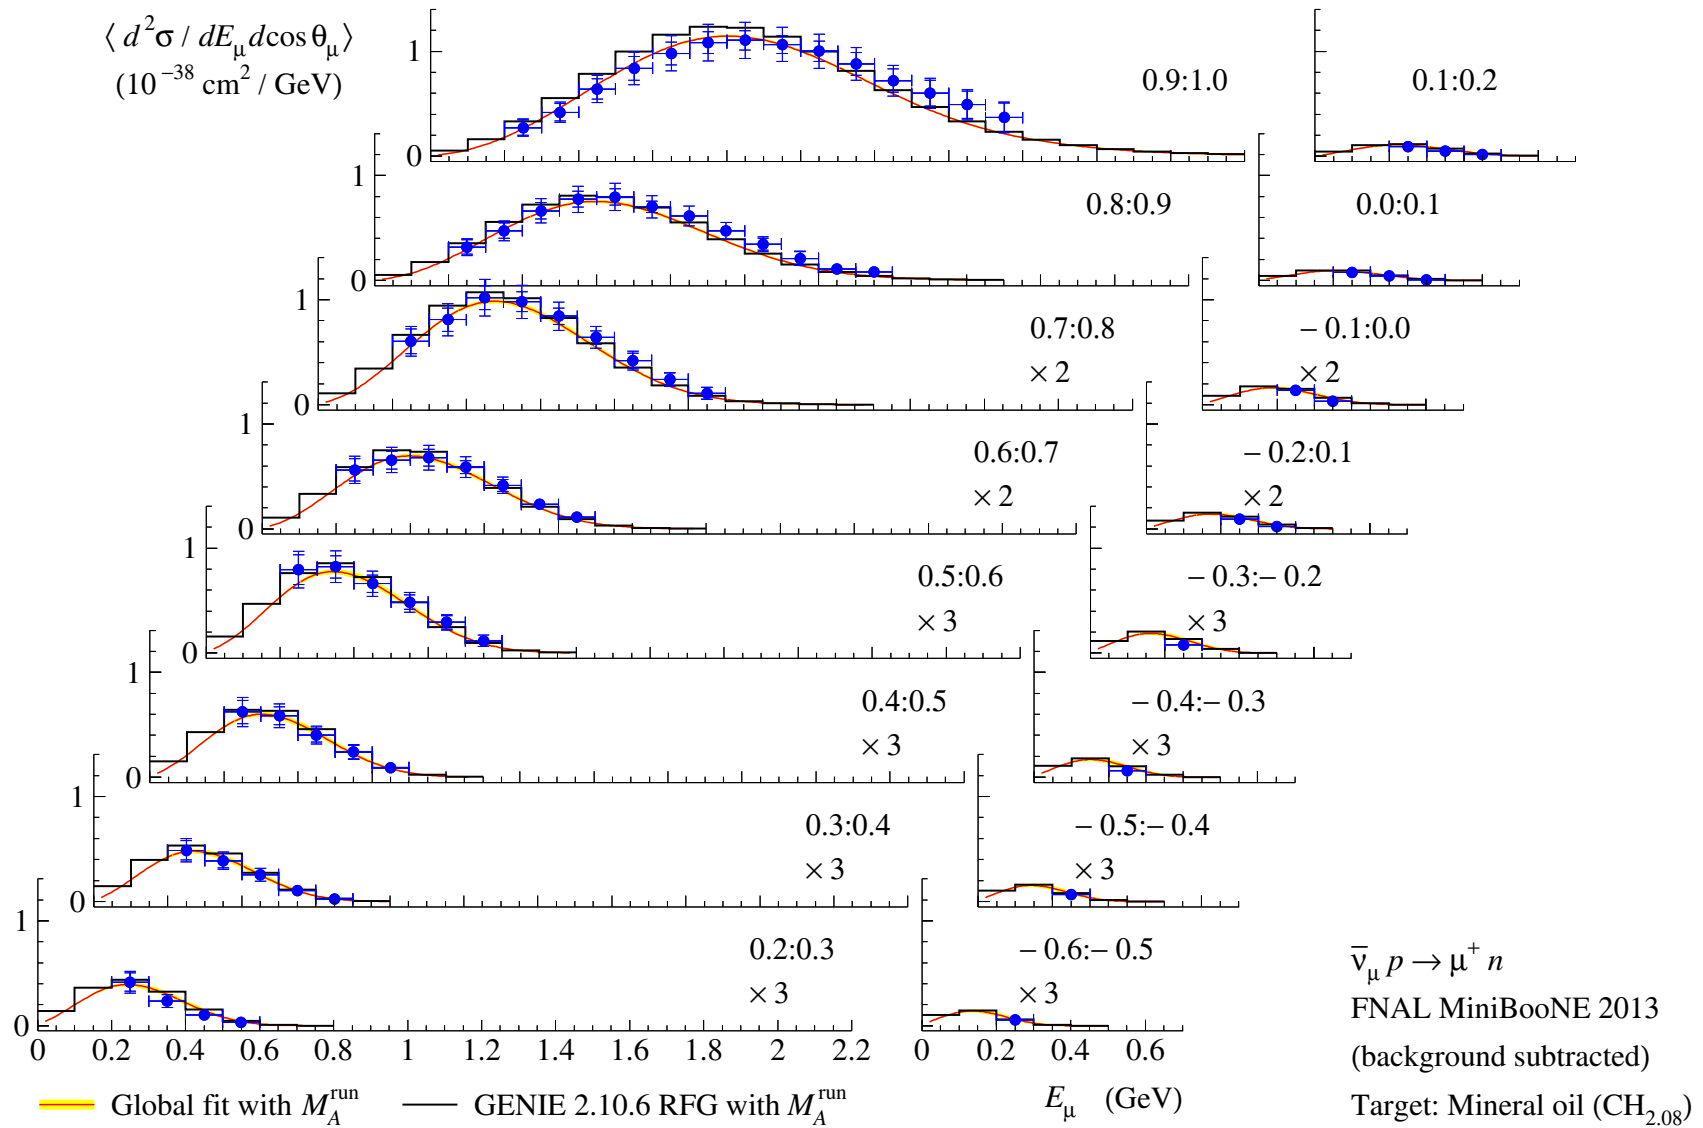 ⟨ d²σ / dE_μ dcos θ_μ⟩
(10⁻³⁸ cm² / GeV)
1
0
0.9:1.0
0.1:0.2
1
0
0.8:0.9
0.0:0.1
1
0
0.7:0.8
× 2
− 0.1:0.0
× 2
1
0
0.6:0.7
× 2
− 0.2:0.1
× 2
1
0
0.5:0.6
× 3
− 0.3:− 0.2
× 3
1
0
0.4:0.5
× 3
− 0.4:− 0.3
× 3
1
0
0.3:0.4
× 3
− 0.5:− 0.4
× 3
1
0
0.2:0.3
× 3
− 0.6:− 0.5
× 3
0 0.2 0.4 0.6 0.8 1 1.2 1.4 1.6 1.8 2 2.2
0 0.2 0.4 0.6
E_μ (GeV)
ν̅_μ p → μ⁺ n
FNAL MiniBooNE 2013
(background subtracted)
Target: Mineral oil (CH₂.₀₈)
Global fit with M_A^run
GENIE 2.10.6 RFG with M_A^run